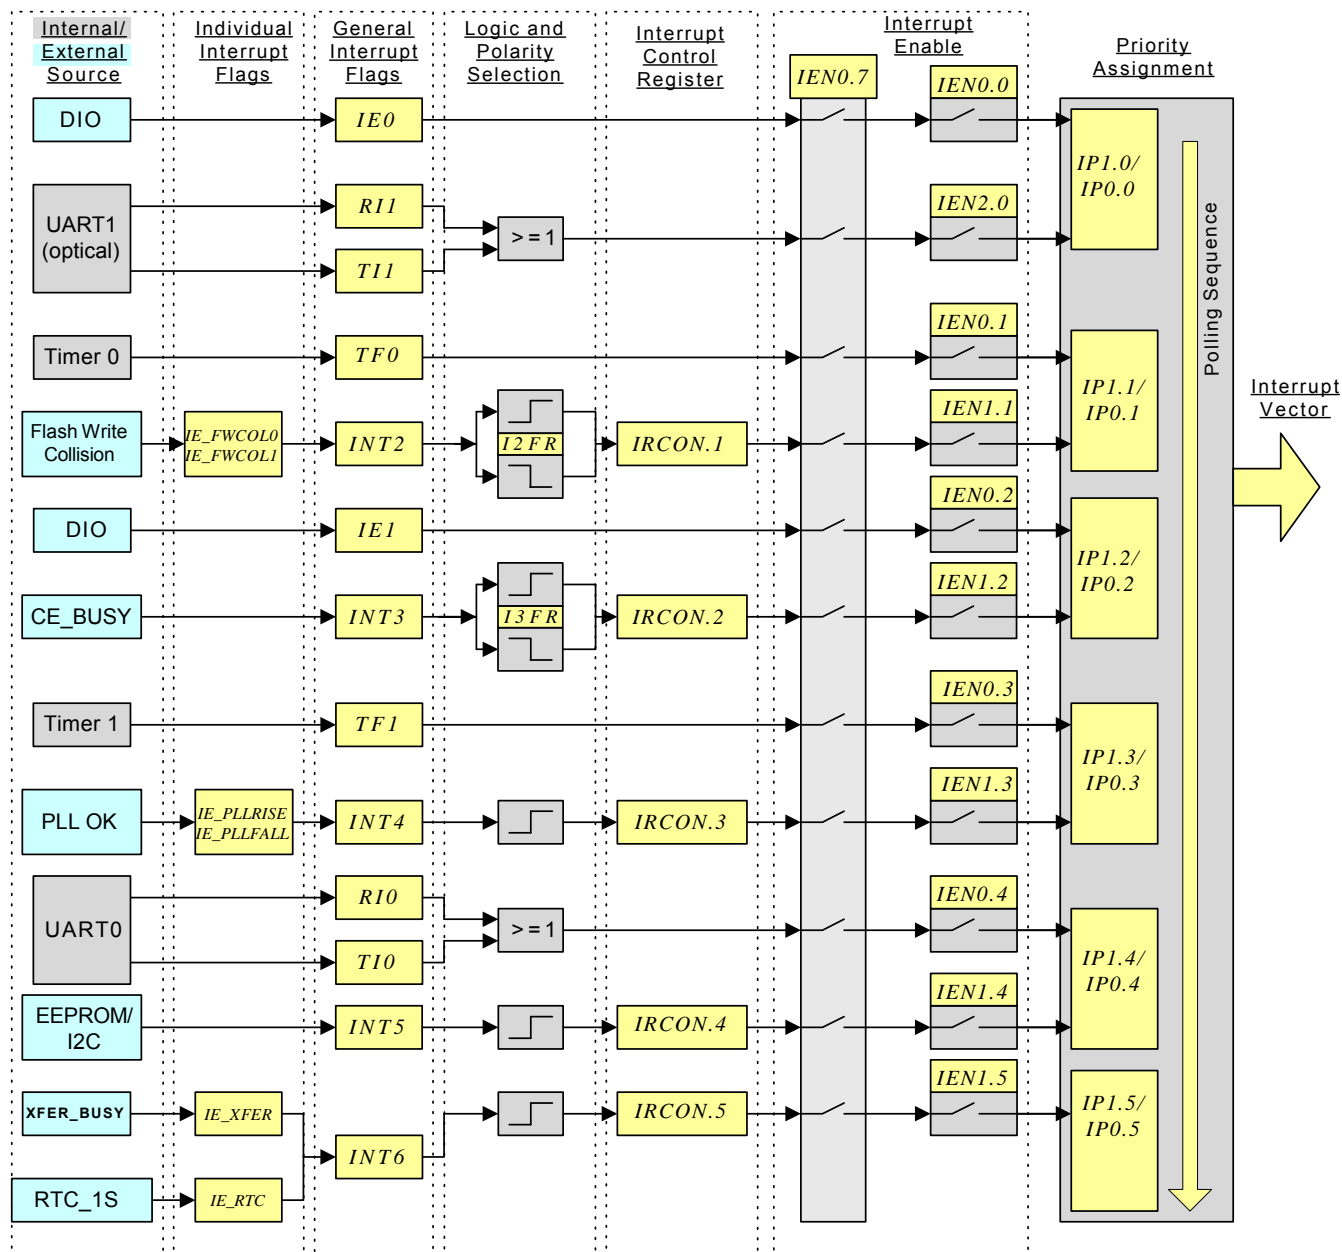 Internal/
External
Source
Individual
Interrupt
Flags
General
Interrupt
Flags
Logic and
Polarity
Selection
Interrupt
Control
Register
Interrupt
Enable
Priority
Assignment
IEN0.7
IEN0.0
DIO
IE0
IP1.0/
IP0.0
UART1
(optical)
RI1
TI1
>=1
IEN2.0
Polling Sequence
IEN0.1
Timer 0
TF0
IP1.1/
IP0.1
Flash Write
Collision
IE_FWCOL0
IE_FWCOL1
INT2
I2FR
IRCON.1
IEN1.1
Interrupt
Vector
IEN0.2
DIO
IE1
IP1.2/
IP0.2
CE_BUSY
INT3
I3FR
IRCON.2
IEN1.2
IEN0.3
Timer 1
TF1
IP1.3/
IP0.3
PLL OK
IE_PLLRISE
IE_PLLFALL
INT4
IRCON.3
IEN1.3
UART0
RI0
TI0
>=1
IEN0.4
IP1.4/
IP0.4
EEPROM/
I2C
INT5
IRCON.4
IEN1.4
XFER_BUSY
IE_XFER
INT6
IRCON.5
IEN1.5
IP1.5/
IP0.5
RTC_1S
IE_RTC